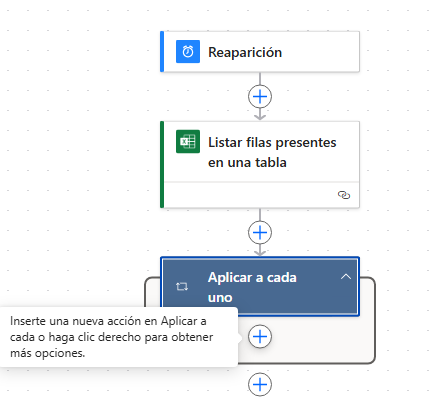 Reaparición
Listar filas presentes
en una tabla
Aplicar a cada
uno
Inserte una nueva acción en Aplicar a
cada o haga clic derecho para obtener
más opciones.